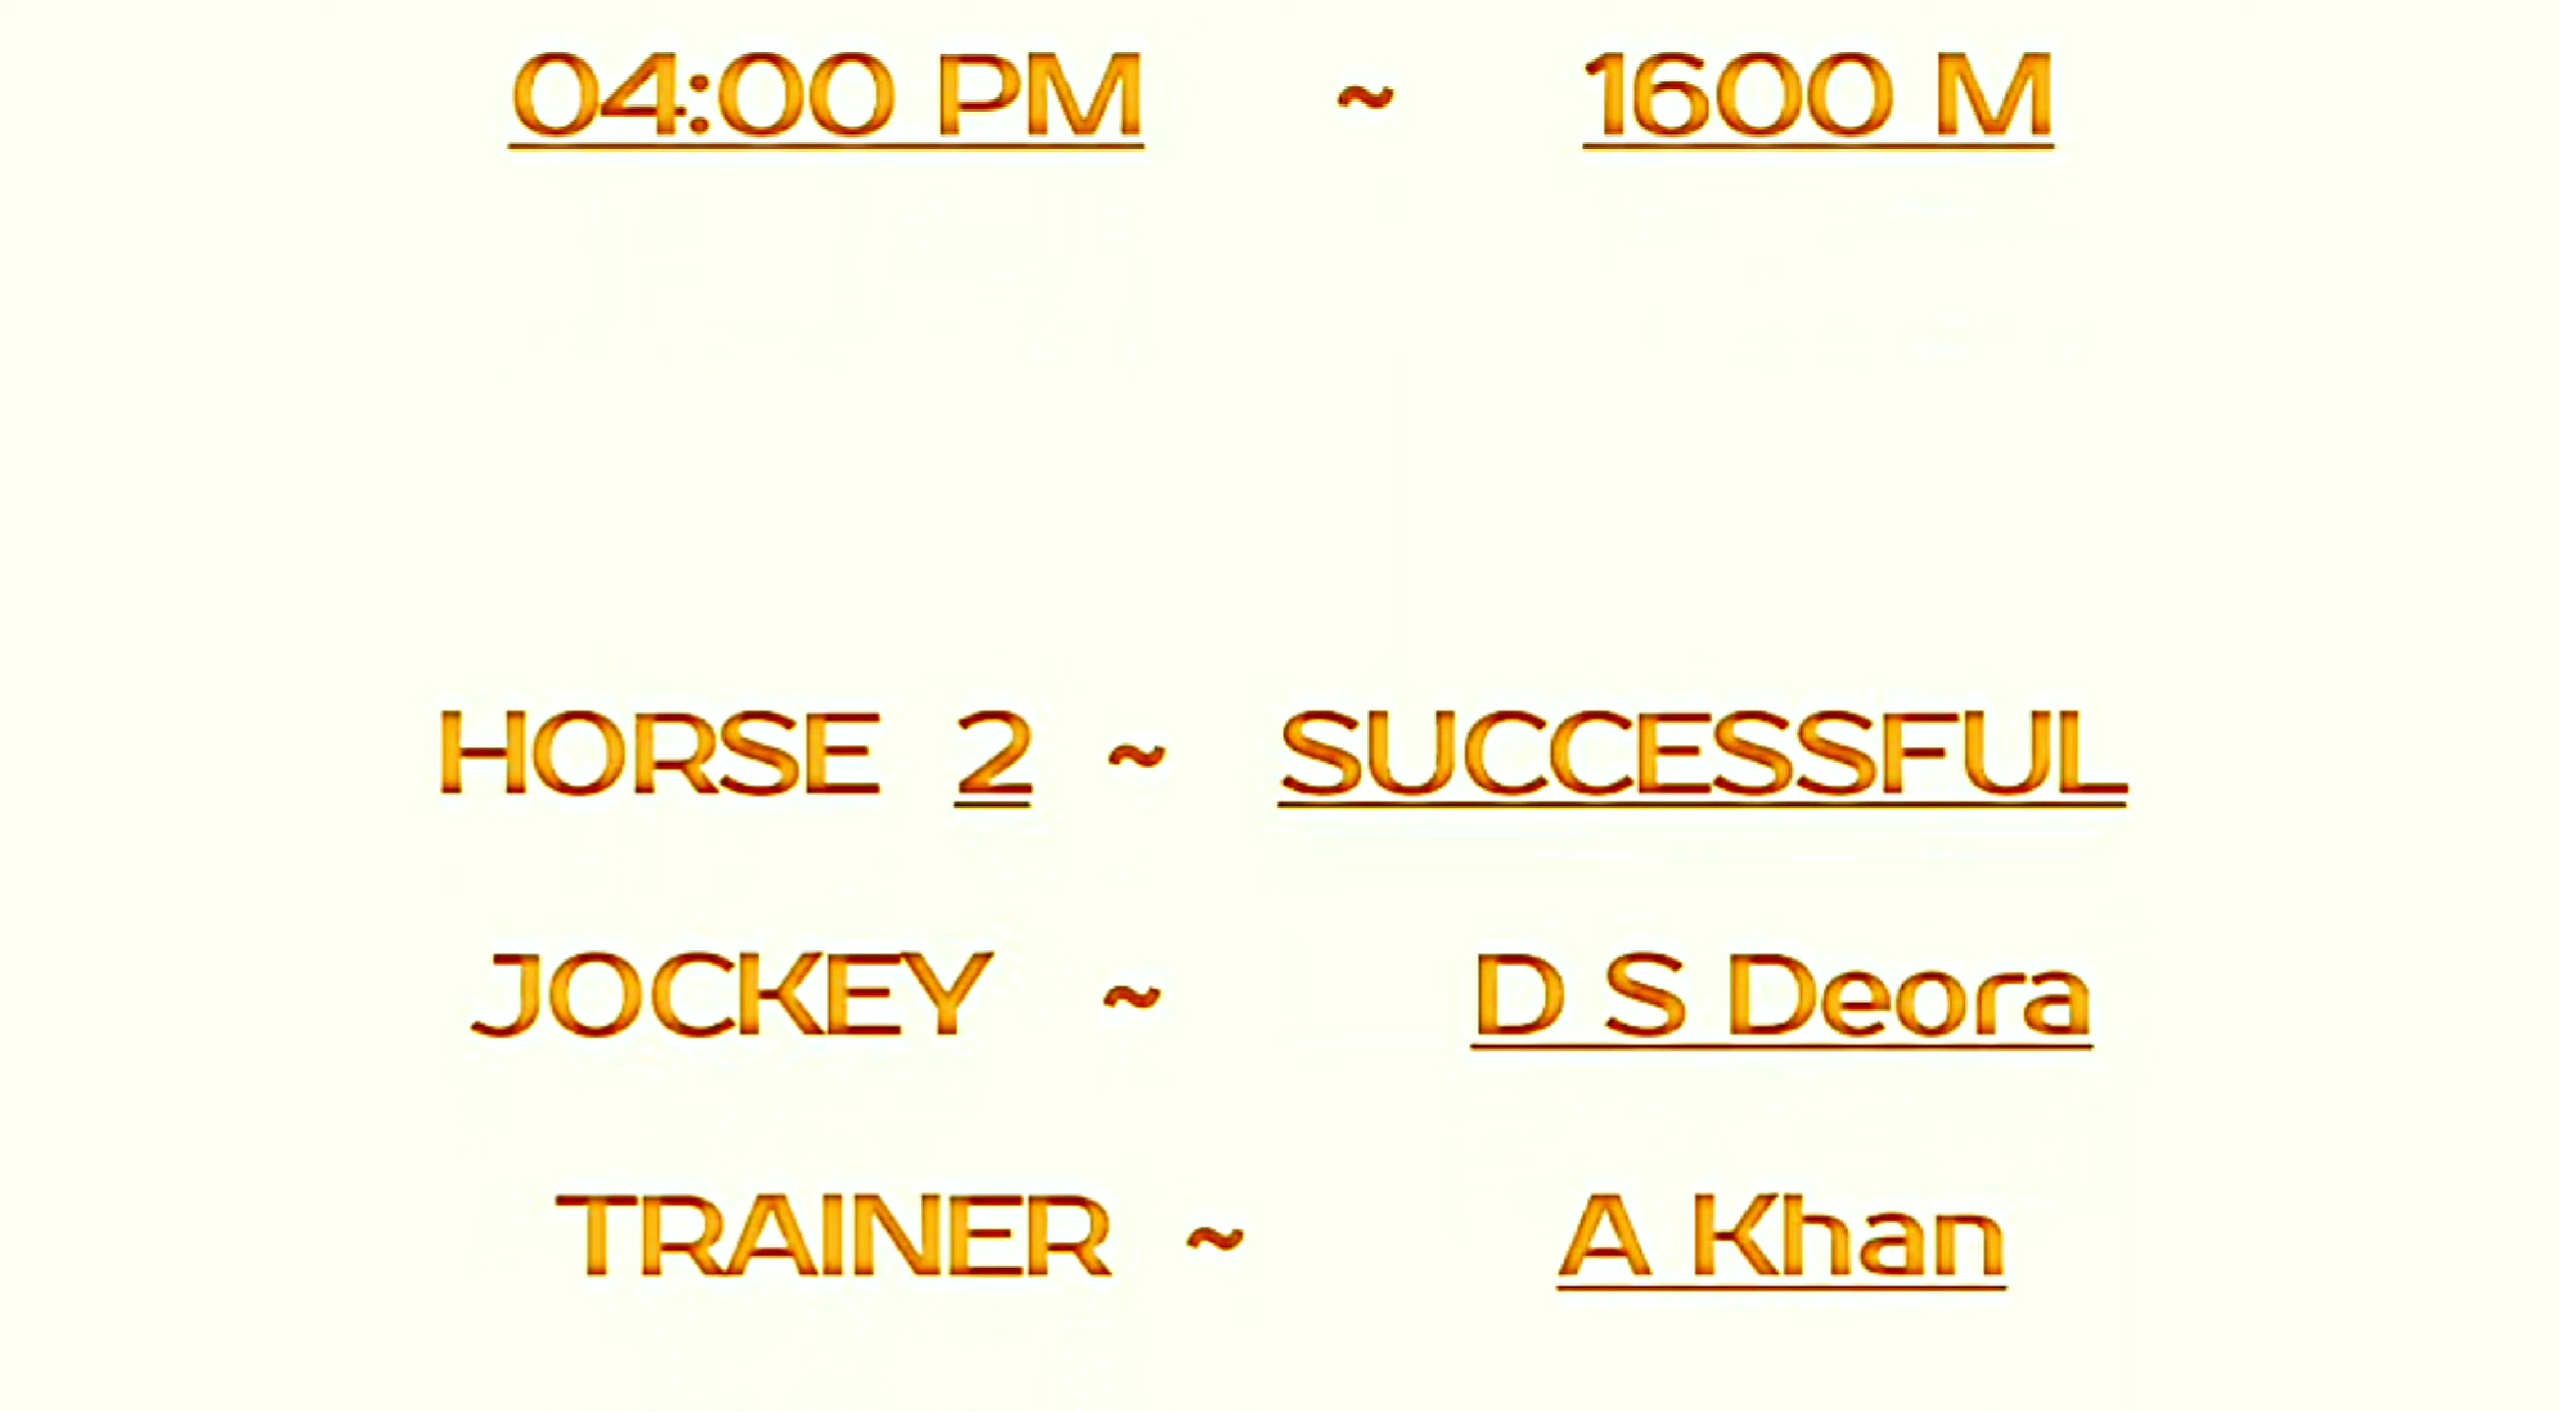 04:00 PM ~ 1600 M
HORSE 2 ~ SUCCESSFUL
JOCKEY ~ D S Deora
TRAINER ~ A Khan